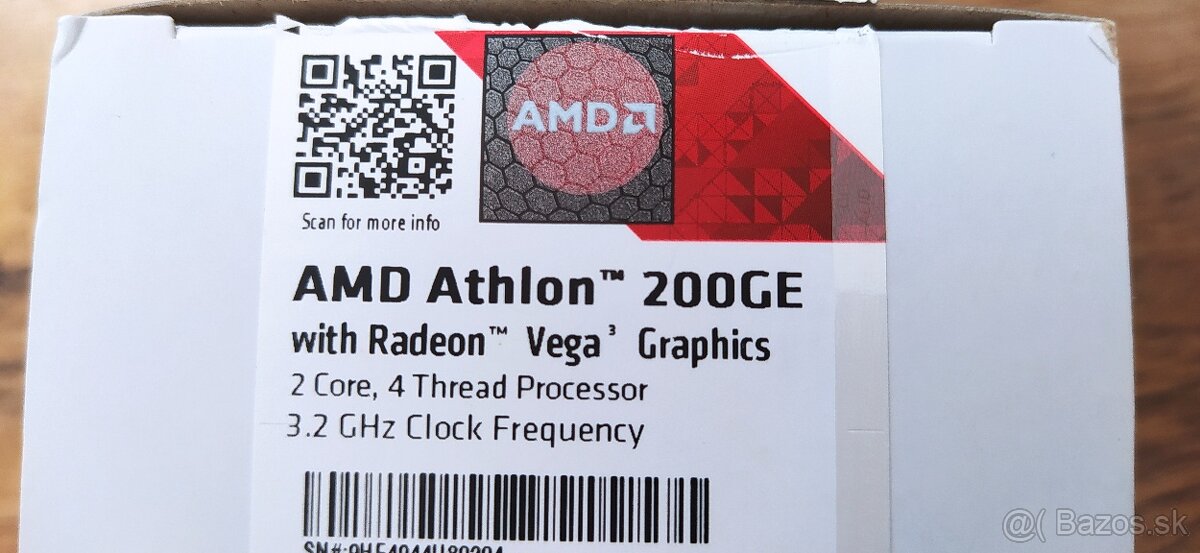 AMD
Scan for more info
AMD Athlon™ 200GE
with Radeon™ Vega³ Graphics
2 Core, 4 Thread Processor
3.2 GHz Clock Frequency
@( Bazos.sk